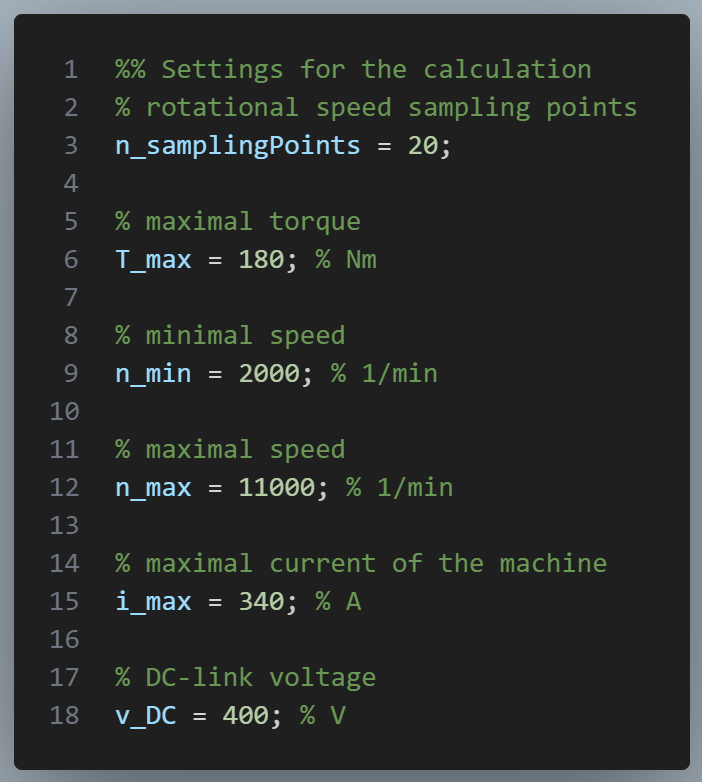 1 %% Settings for the calculation
2 % rotational speed sampling points
3 n_samplingPoints = 20;
4
5 % maximal torque
6 T_max = 180; % Nm
7
8 % minimal speed
9 n_min = 2000; % 1/min
10
11 % maximal speed
12 n_max = 11000; % 1/min
13
14 % maximal current of the machine
15 i_max = 340; % A
16
17 % DC-link voltage
18 v_DC = 400; % V